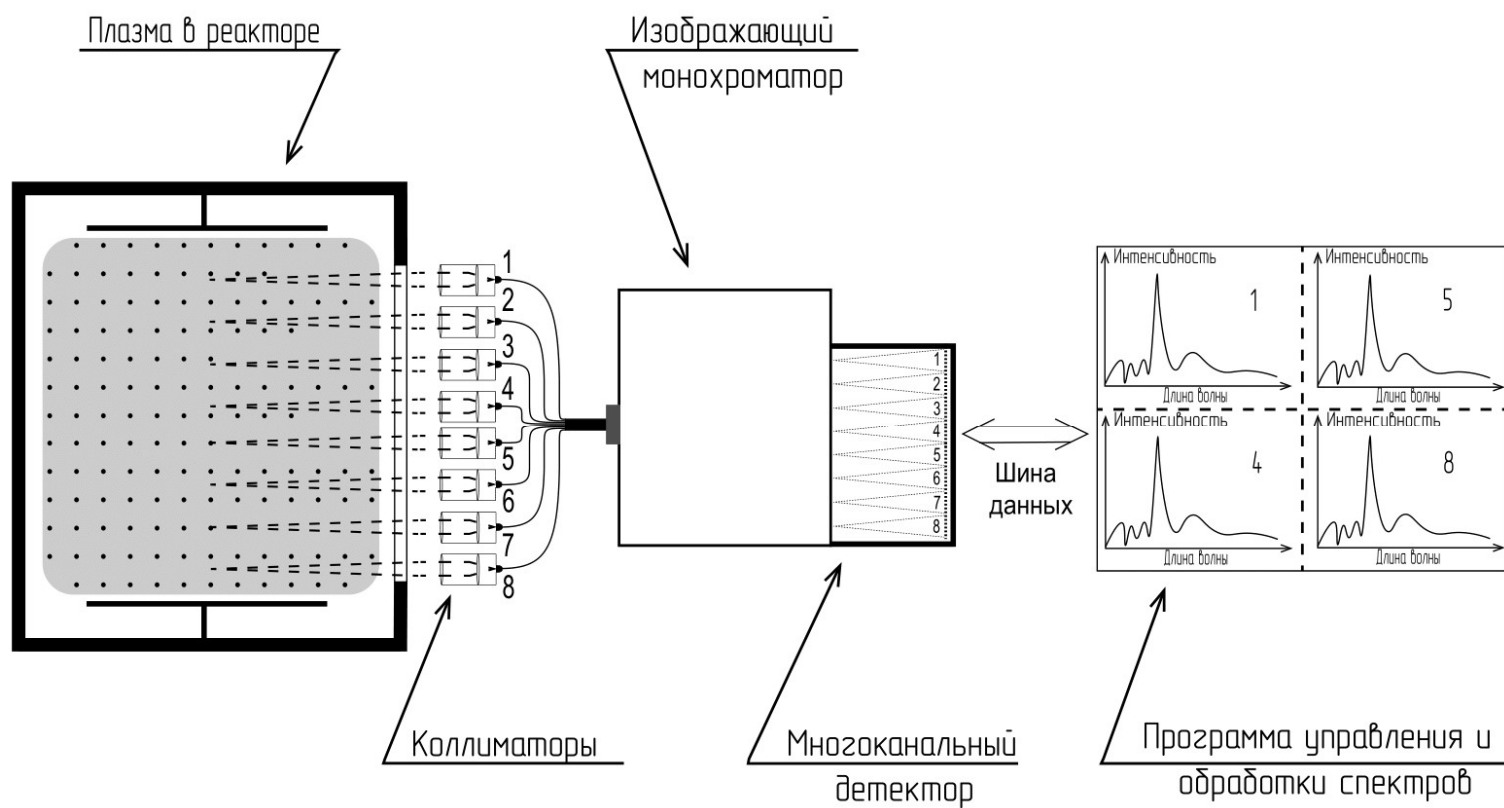 Плазма в реакторе
Изображающий
монохроматор
1
2
3
4
5
6
7
8
1
2
3
4
5
6
7
8
Шина
данных
Интенсивность
1
Длина волны
Интенсивность
5
Длина волны
Интенсивность
4
Длина волны
Интенсивность
8
Длина волны
Коллиматоры
Многоканальный
детектор
Программа управления и
обработки спектров